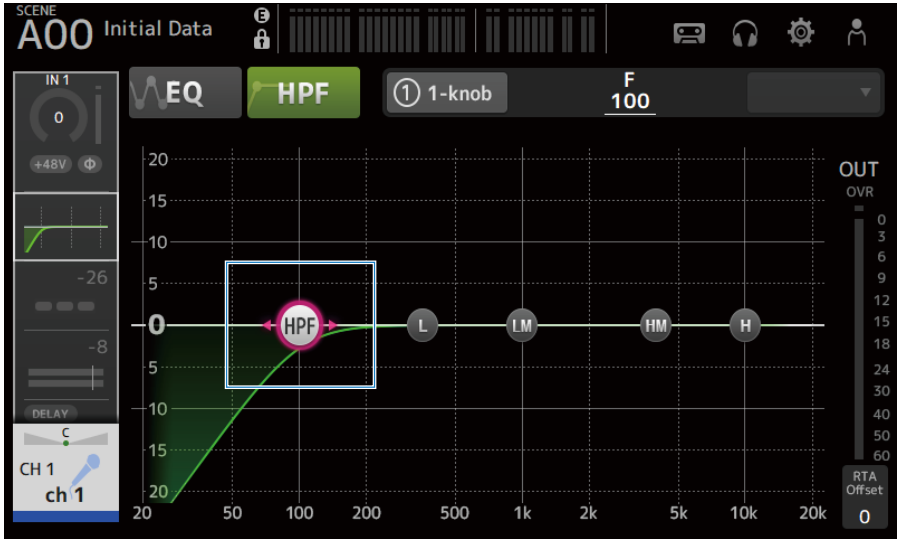 SCENE
A00 Initial Data
E
IN 1
0
+48V Φ
-26
-8
DELAY
C
CH 1
ch 1
EQ
HPF
1 1-knob
F
100
20
15
10
5
0
5
10
15
20
HPF
L
LM
HM
H
20 50 100 200 500 1k 2k 5k 10k 20k
OUT
OVR
0
3
6
9
12
15
18
24
30
40
50
60
RTA
Offset
0